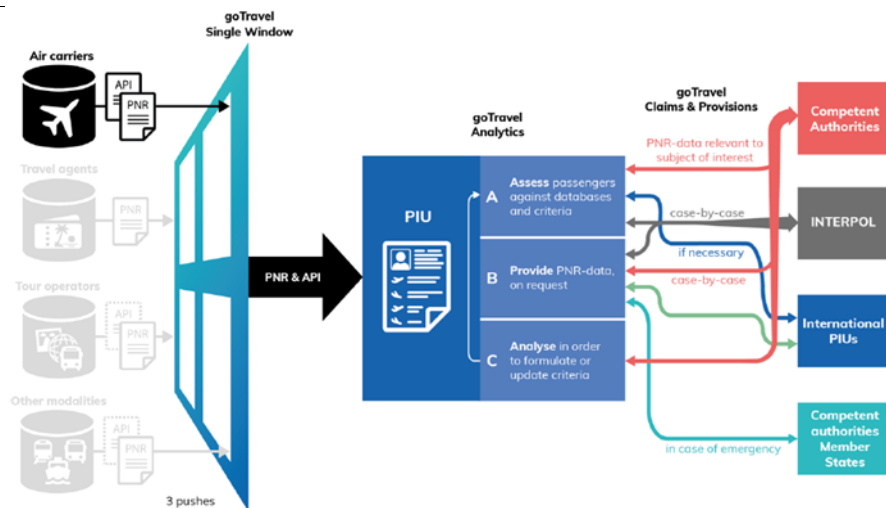 goTravel
Single Window
Air carriers
API
PNR
Travel agents
PNR
Tour operators
API
PNR
Other modalities
API
PNR
3 pushes
PNR & API
goTravel
Analytics
PIU
A
Assess passengers
against databases
and criteria
B
Provide PNR-data,
on request
C
Analyse in order
to formulate or
update criteria
goTravel
Claims & Provisions
PNR-data relevant to
subject of interest
case-by-case
if necessary
case-by-case
in case of emergency
Competent
Authorities
INTERPOL
International
PIUs
Competent
authorities
Member
States